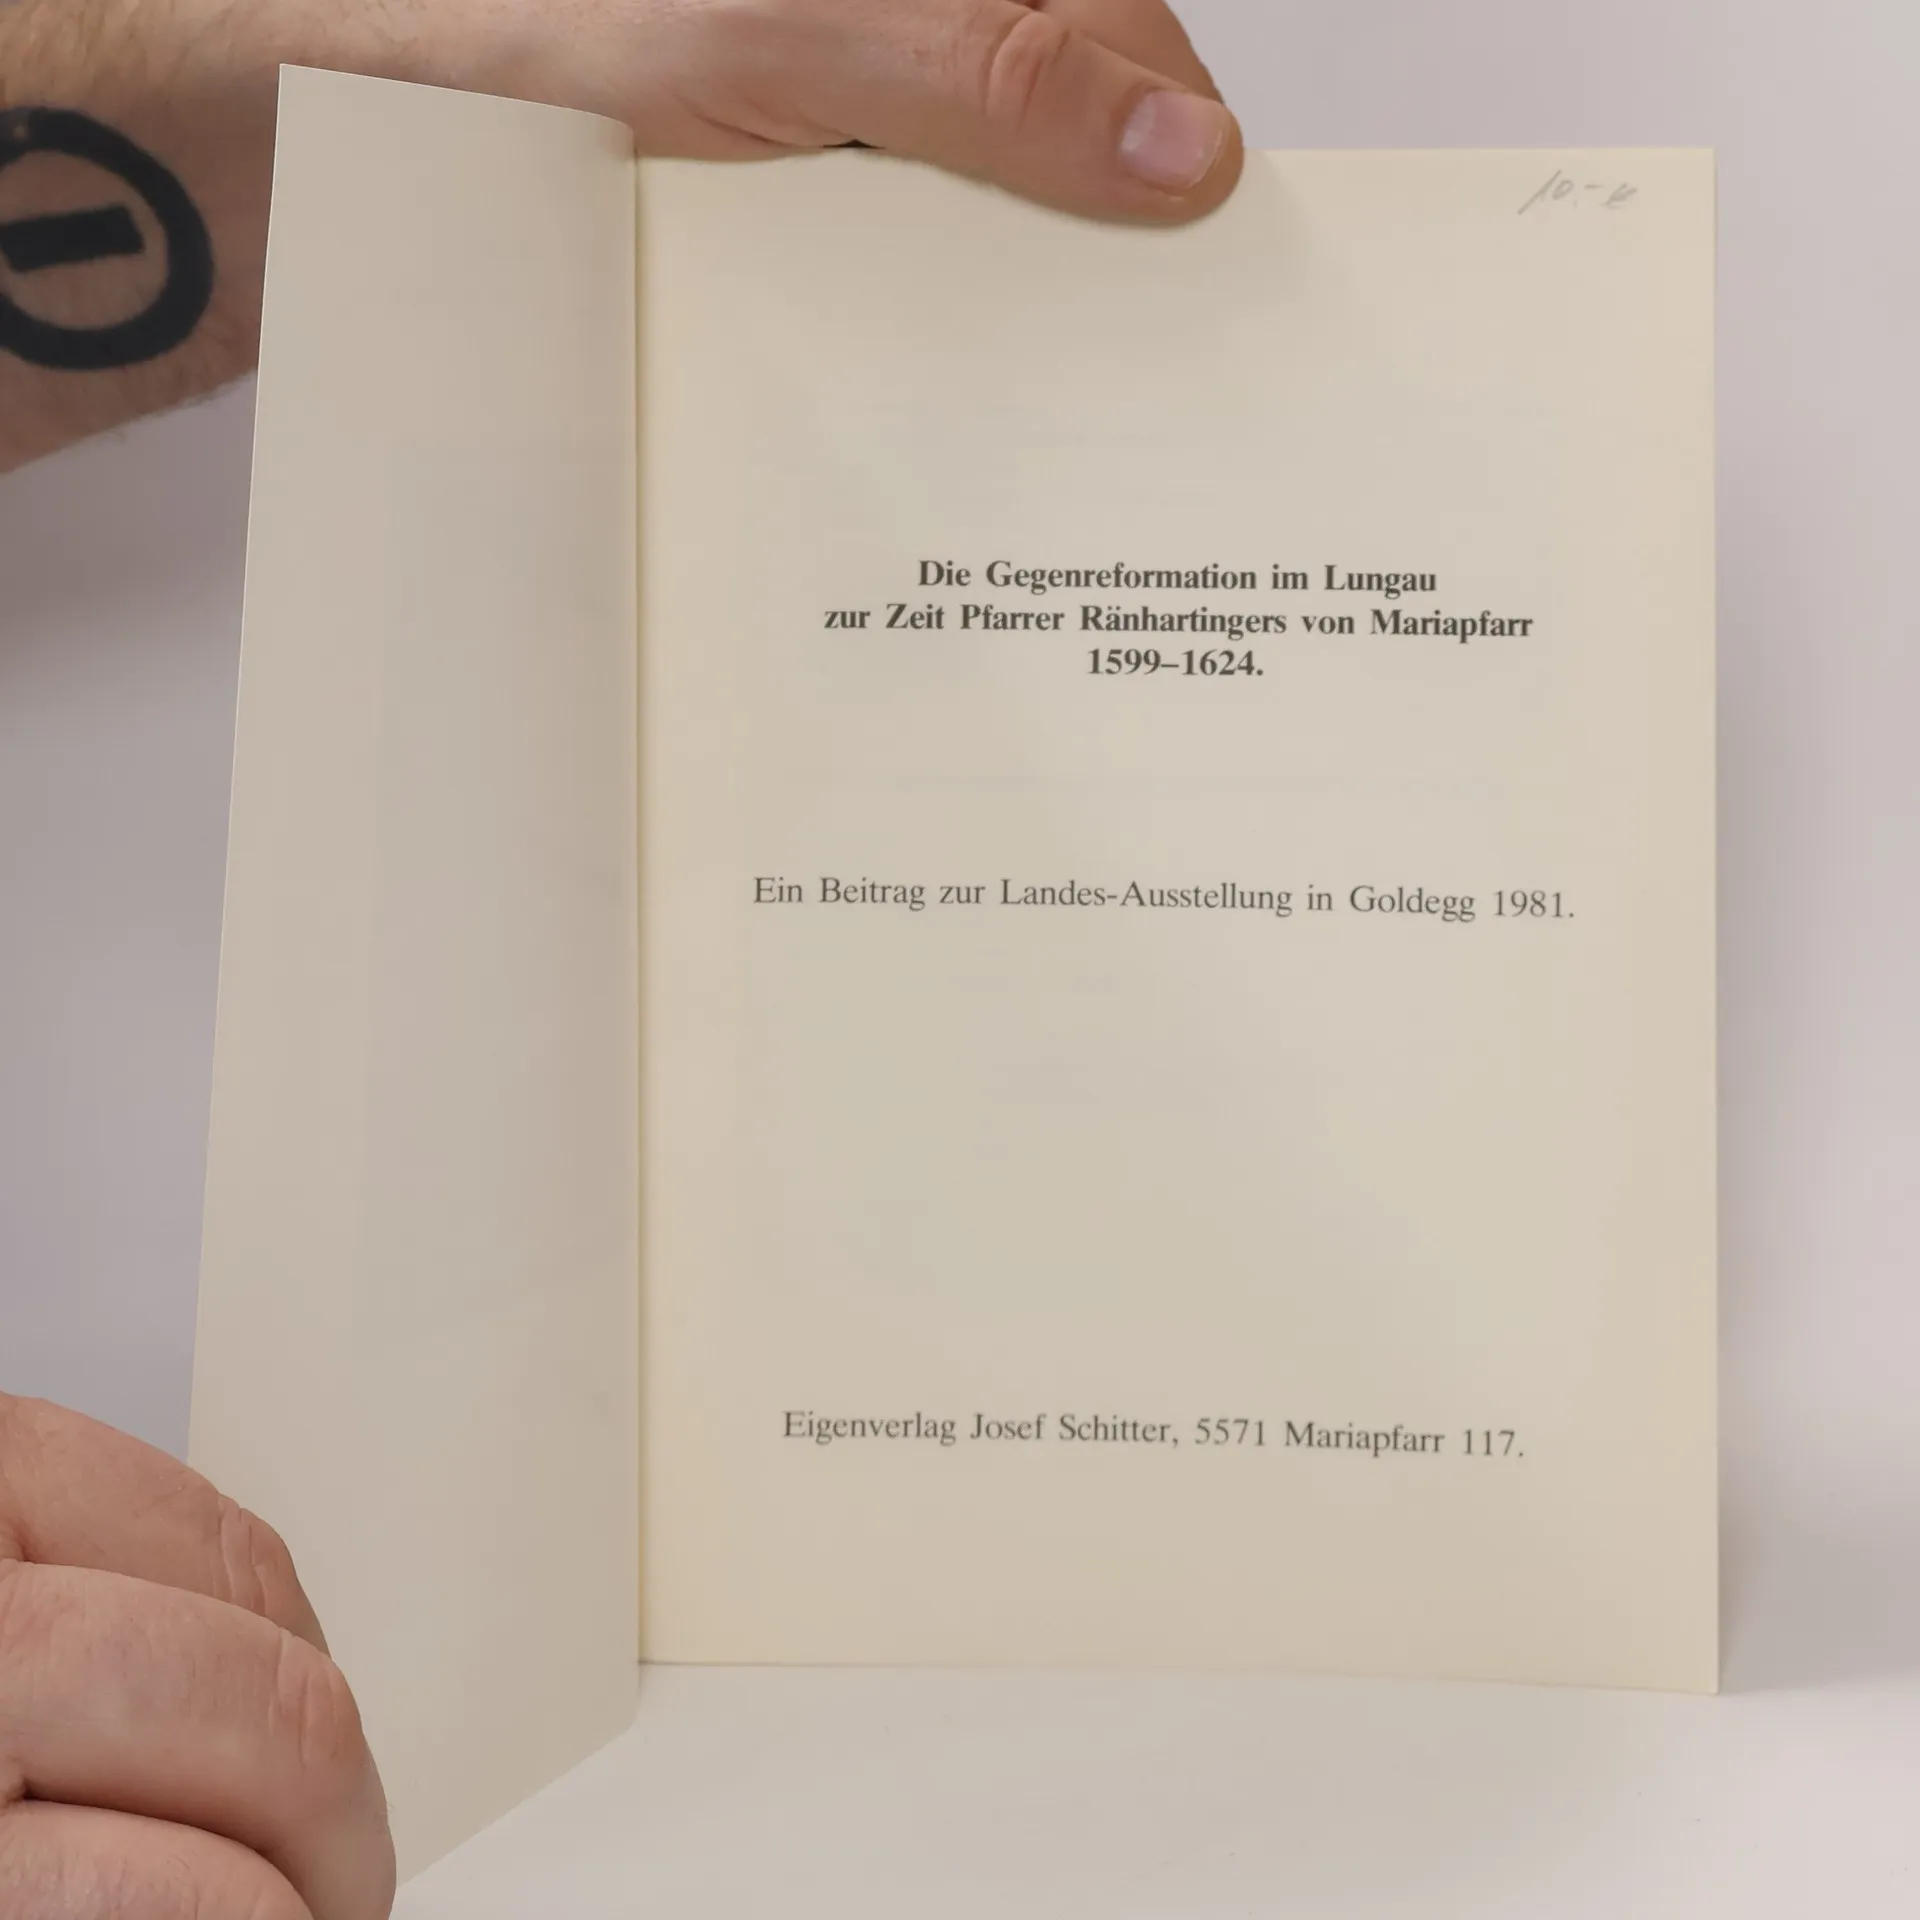 10.- €
Die Gegenreformation im Lungau
zur Zeit Pfarrer Ränhartingers von Mariapfarr
1599–1624.
Ein Beitrag zur Landes-Ausstellung in Goldegg 1981.
Eigenverlag Josef Schitter, 5571 Mariapfarr 117.